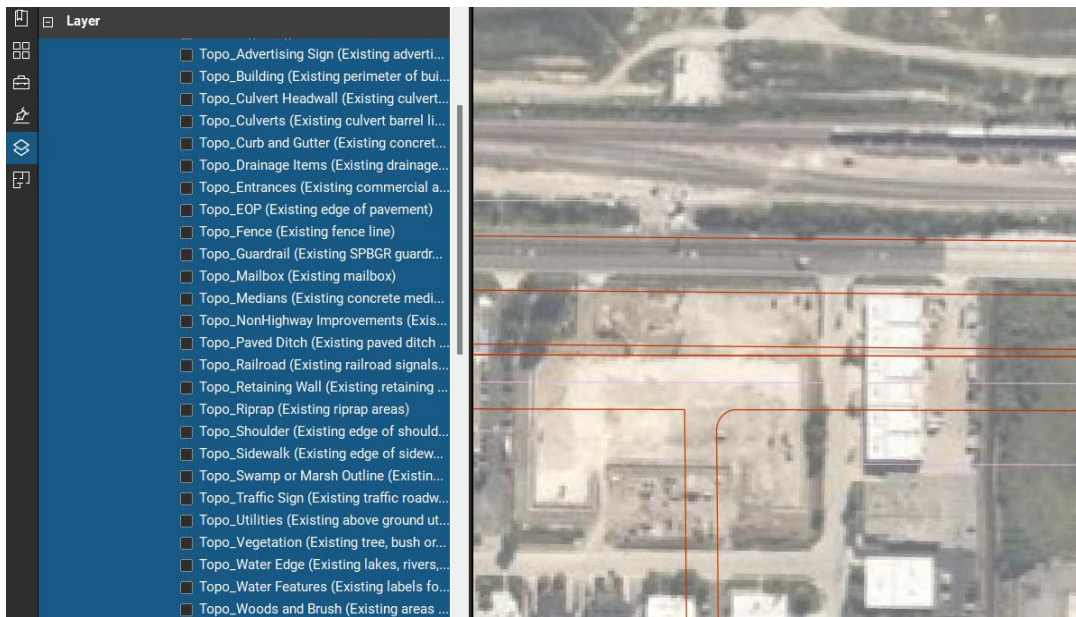 Layer
Topo_Advertising Sign (Existing adverti...
Topo_Building (Existing perimeter of bui...
Topo_Culvert Headwall (Existing culvert...
Topo_Culverts (Existing culvert barrel li...
Topo_Curb and Gutter (Existing concret...
Topo_Drainage Items (Existing drainage...
Topo_Entrances (Existing commercial a...
Topo_EOP (Existing edge of pavement)
Topo_Fence (Existing fence line)
Topo_Guardrail (Existing SPBGR guardr...
Topo_Mailbox (Existing mailbox)
Topo_Medians (Existing concrete medi...
Topo_NonHighway Improvements (Exis...
Topo_Paved Ditch (Existing paved ditch ...
Topo_Railroad (Existing railroad signals...
Topo_Retaining Wall (Existing retaining ...
Topo_Riprap (Existing riprap areas)
Topo_Shoulder (Existing edge of should...
Topo_Sidewalk (Existing edge of sidew...
Topo_Swamp or Marsh Outline (Existin...
Topo_Traffic Sign (Existing traffic roadw...
Topo_Utilities (Existing above ground ut...
Topo_Vegetation (Existing tree, bush or...
Topo_Water Edge (Existing lakes, rivers,...
Topo_Water Features (Existing labels fo...
Topo_Woods and Brush (Existing areas ...